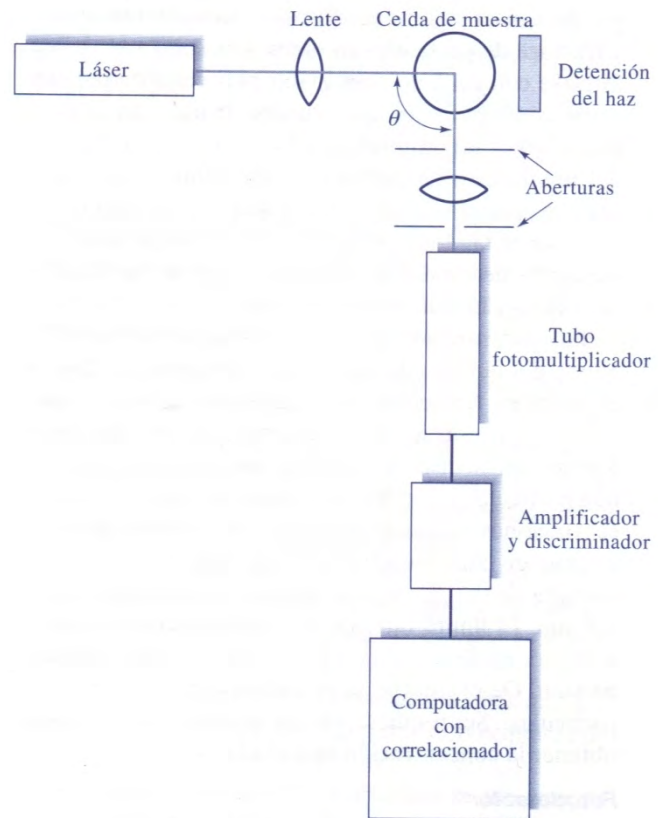 Lente
Celda de muestra
Láser
Detención
del haz
θ
Aberturas
Tubo
fotomultiplicador
Amplificador
y discriminador
Computadora
con
correlacionador